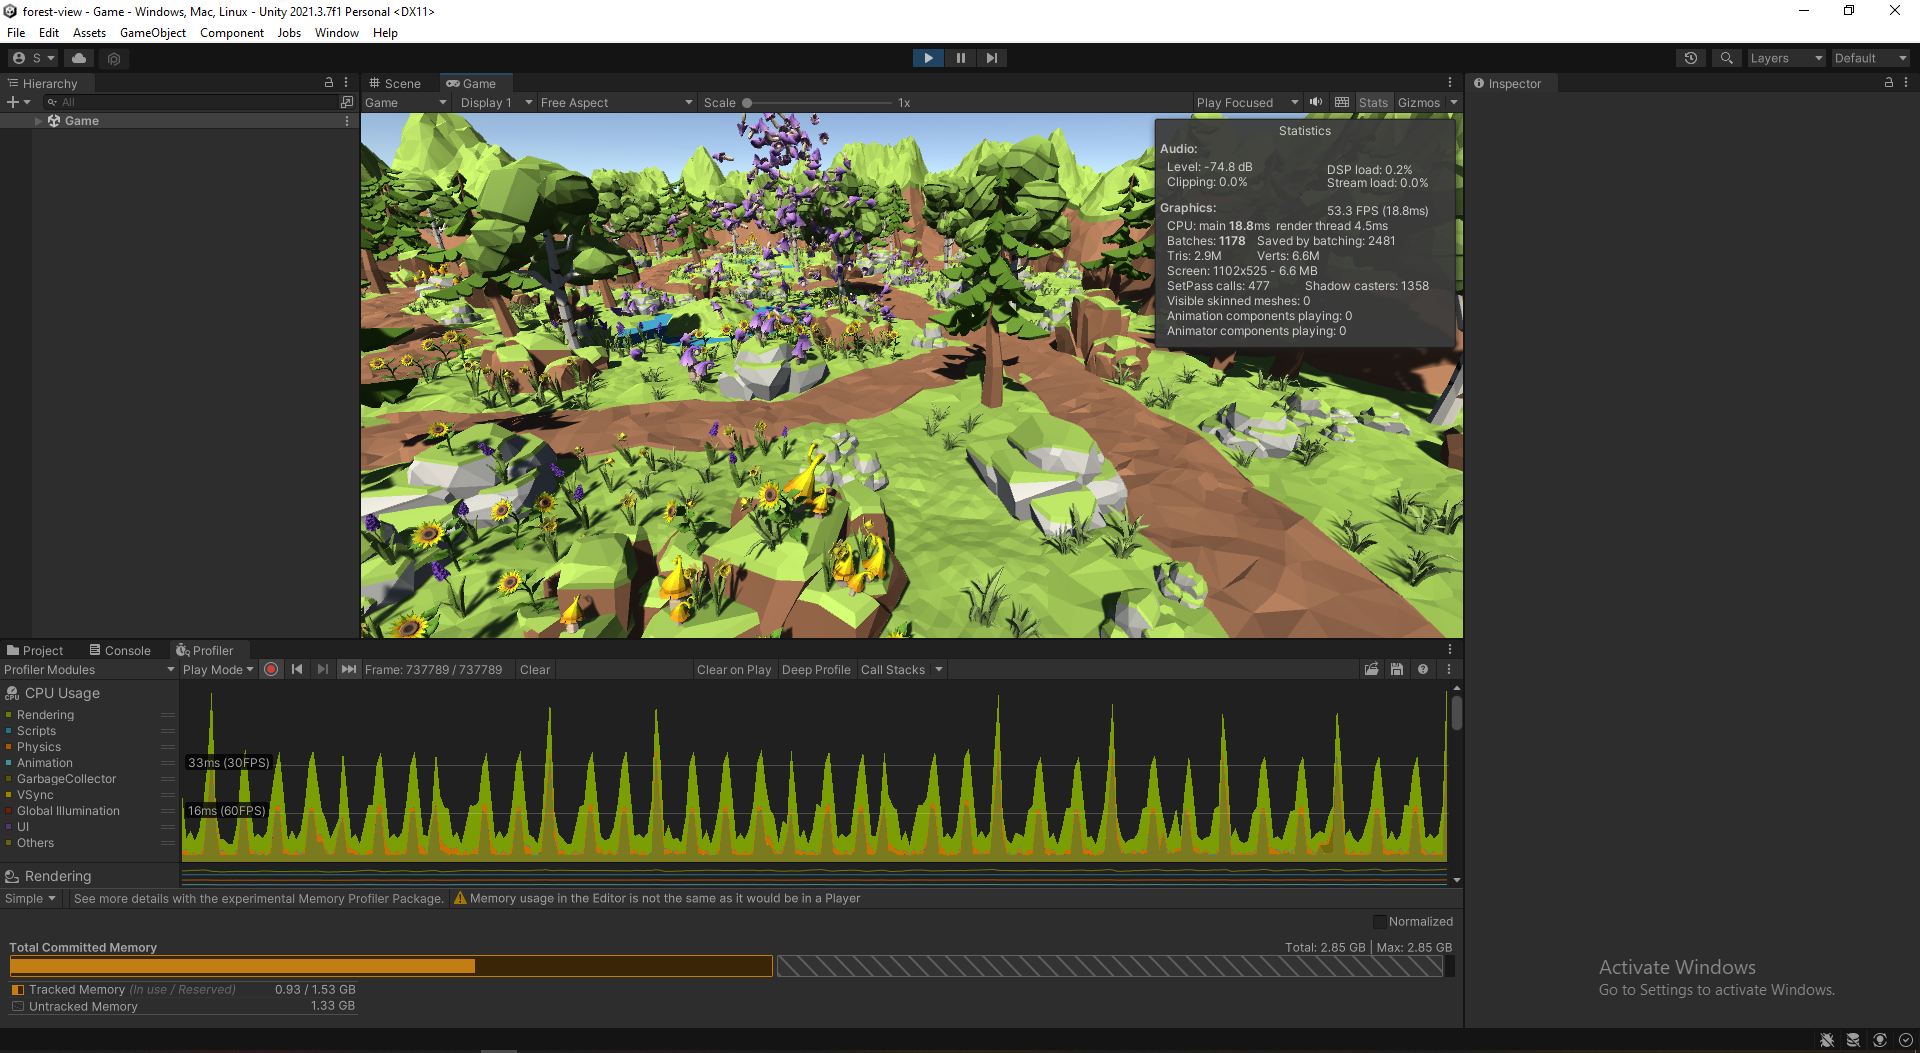 forest-view - Game - Windows, Mac, Linux - Unity 2021.3.7f1 Personal <DX11>
File Edit Assets GameObject Component Jobs Window Help
S Layers Default
Hierarchy
All
Game
Scene Game
Game Display 1 Free Aspect Scale 1x Play Focused Stats Gizmos
Statistics
Audio:
Level: -74.8 dB DSP load: 0.2%
Clipping: 0.0% Stream load: 0.0%
Graphics: 53.3 FPS (18.8ms)
CPU: main 18.8ms render thread 4.5ms
Batches: 1178 Saved by batching: 2481
Tris: 2.9M Verts: 6.6M
Screen: 1102x525 - 6.6 MB
SetPass calls: 477 Shadow casters: 1358
Visible skinned meshes: 0
Animation components playing: 0
Animator components playing: 0
Inspector
Project Console Profiler
Profiler Modules Play Mode Frame: 737789 / 737789 Clear Clear on Play Deep Profile Call Stacks
CPU Usage
Rendering
Scripts
Physics
Animation
GarbageCollector
VSync
Global Illumination
UI
Others
33ms (30FPS)
16ms (60FPS)
Rendering
Simple See more details with the experimental Memory Profiler Package. Memory usage in the Editor is not the same as it would be in a Player
Normalized
Total Committed Memory Total: 2.85 GB | Max: 2.85 GB
Tracked Memory (In use / Reserved) 0.93 / 1.53 GB
Untracked Memory 1.33 GB
Activate Windows
Go to Settings to activate Windows.